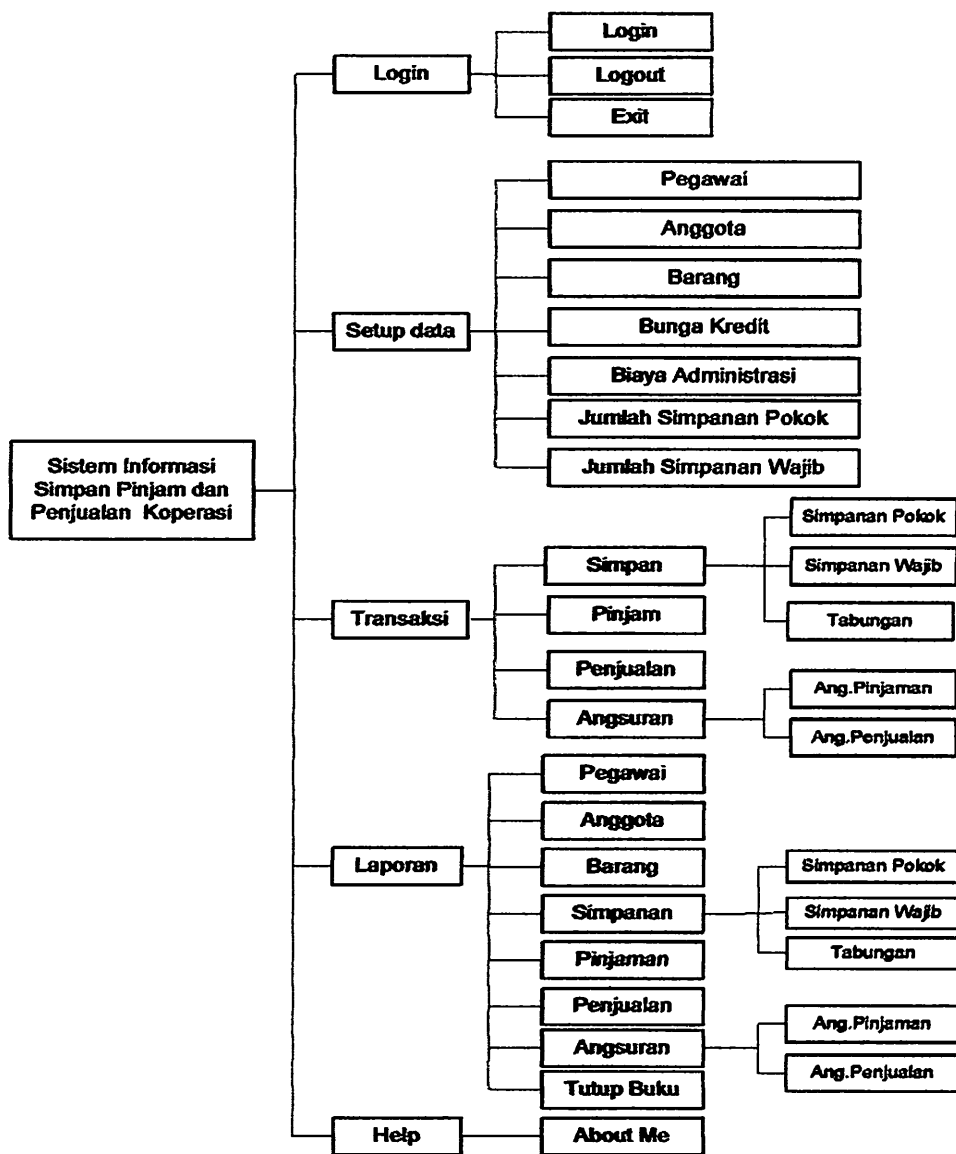 Login
Login
Logout
Exit
Setup data
Pegawai
Anggota
Barang
Bunga Kredit
Biaya Administrasi
Jumlah Simpanan Pokok
Jumlah Simpanan Wajib
Sistem Informasi
Simpan Pinjam dan
Penjualan Koperasi
Transaksi
Simpan
Simpanan Pokok
Simpanan Wajib
Tabungan
Pinjam
Penjualan
Angsuran
Ang.Pinjaman
Ang.Penjualan
Laporan
Pegawai
Anggota
Barang
Simpanan
Simpanan Pokok
Simpanan Wajib
Tabungan
Pinjaman
Penjualan
Angsuran
Ang.Pinjaman
Ang.Penjualan
Tutup Buku
Help
About Me